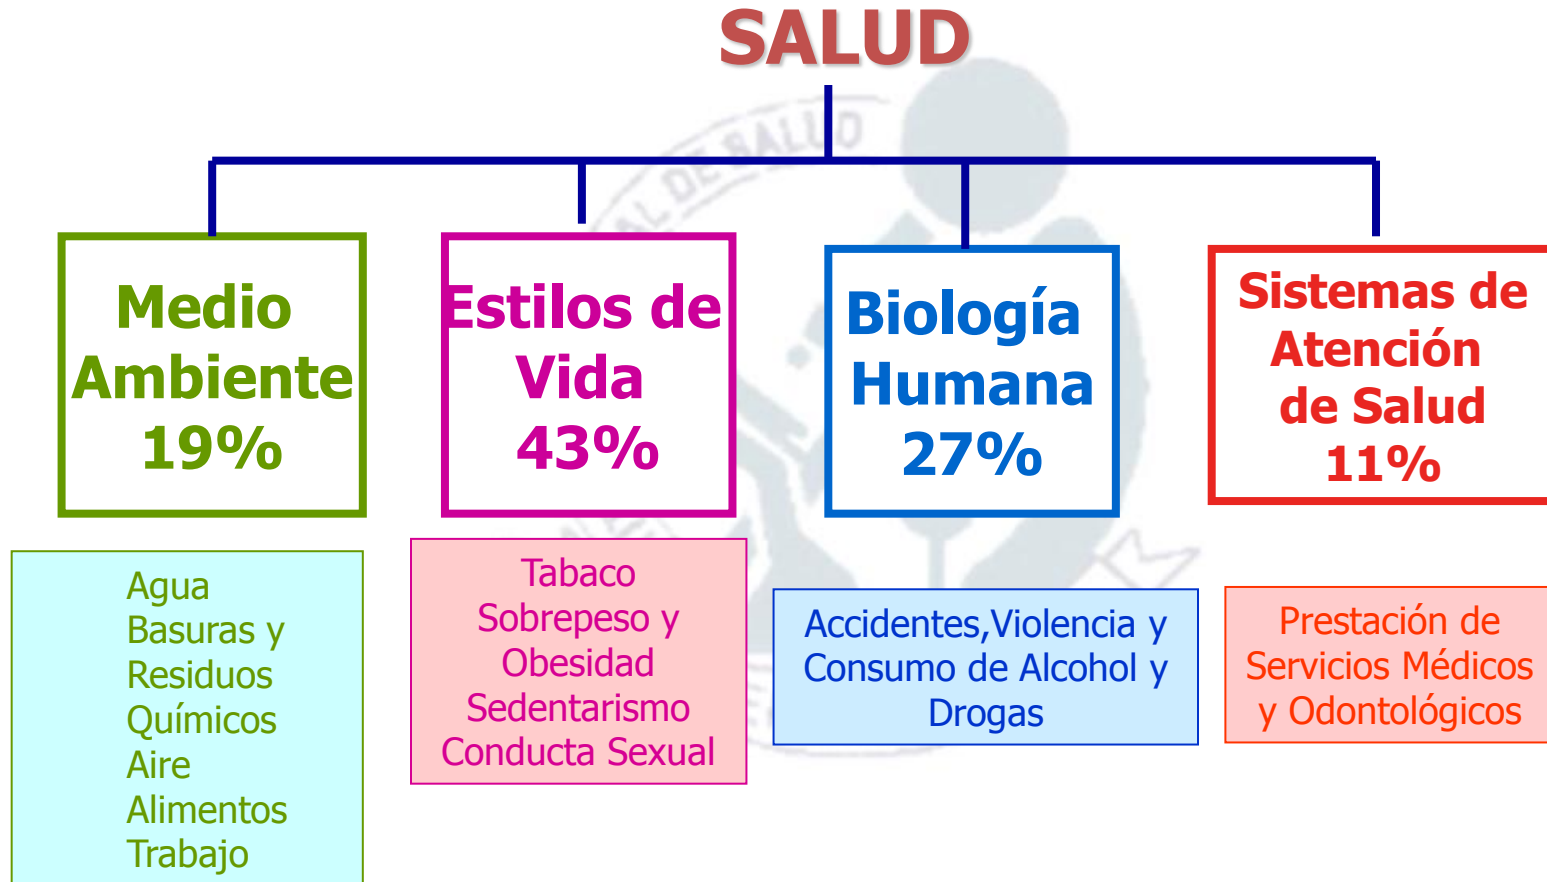 SALUD
DE SALUD
Medio
Ambiente
19%
Estilos de
Vida
43%
Biología
Humana
27%
Sistemas de
Atención
de Salud
11%
Agua
Basuras y
Residuos
Químicos
Aire
Alimentos
Trabajo
Tabaco
Sobrepeso y
Obesidad
Sedentarismo
Conducta Sexual
Accidentes,Violencia y
Consumo de Alcohol y
Drogas
Prestación de
Servicios Médicos
y Odontológicos